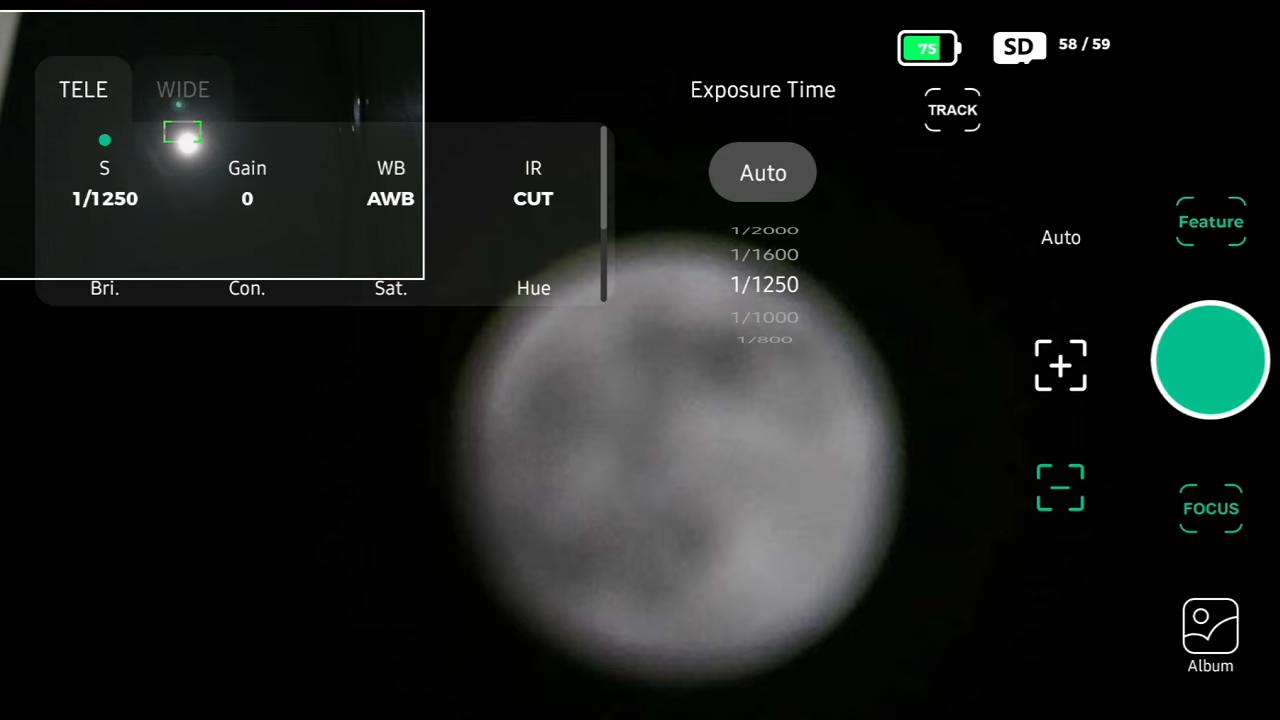 75
SD
58 / 59
TELE
WIDE
Exposure Time
TRACK
S
Gain
WB
IR
1/1250
0
AWB
CUT
Auto
1/2000
1/1600
1/1250
1/1000
1/800
Auto
Feature
Bri.
Con.
Sat.
Hue
FOCUS
Album